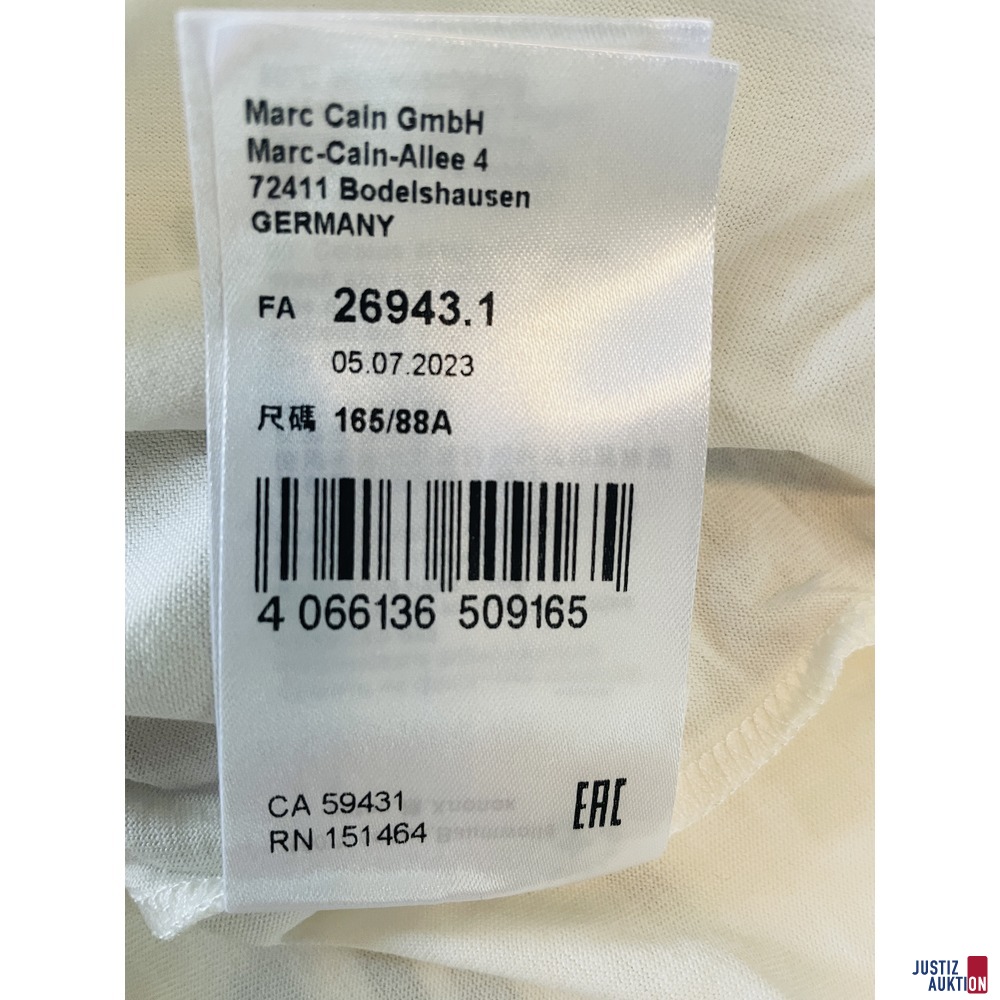 Marc Cain GmbH
Marc-Cain-Allee 4
72411 Bodelshausen
GERMANY
FA 26943.1
05.07.2023
尺碼 165/88A
4 066136 509165
CA 59431
RN 151464
EAC
JUSTIZ
AUKTION